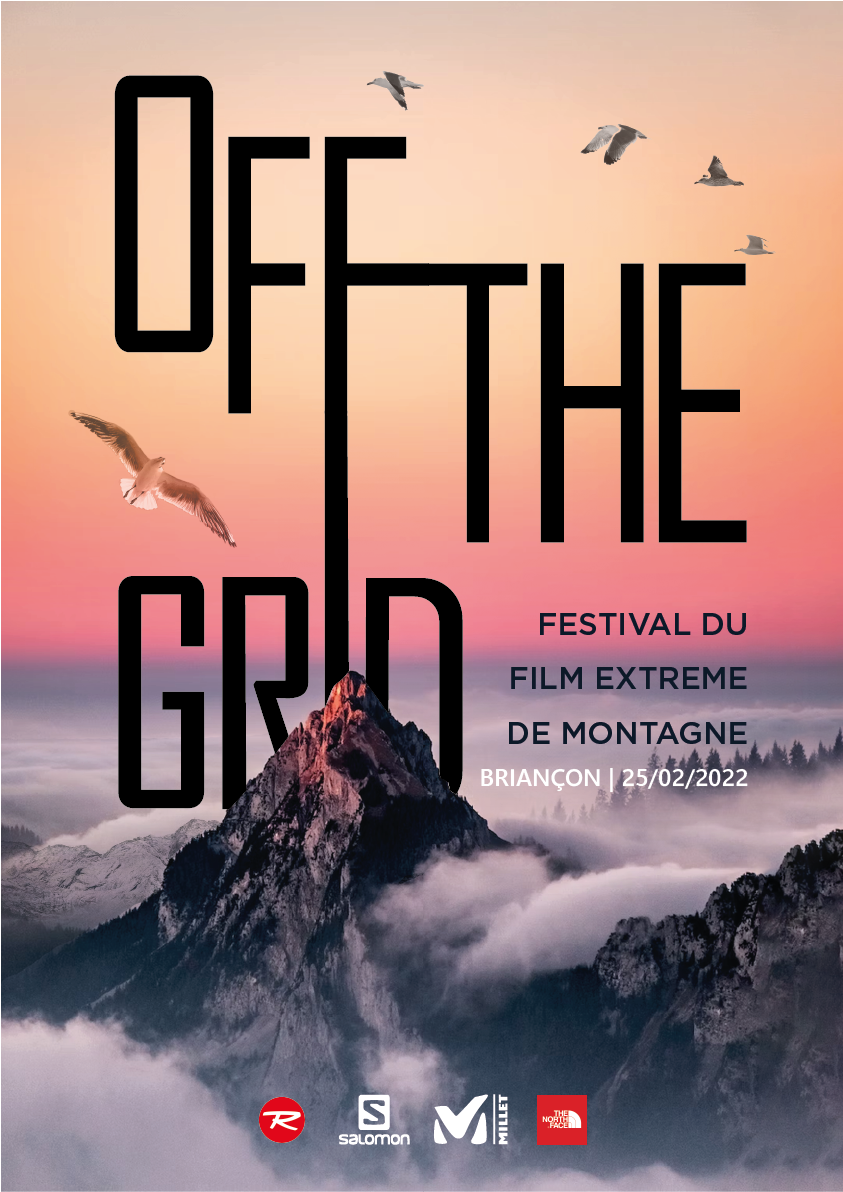 OFF
THE
GRID
FESTIVAL DU
FILM EXTREME
DE MONTAGNE
BRIANÇON | 25/02/2022
R
S
SALOMON
MILLET
THE
NORTH
FACE